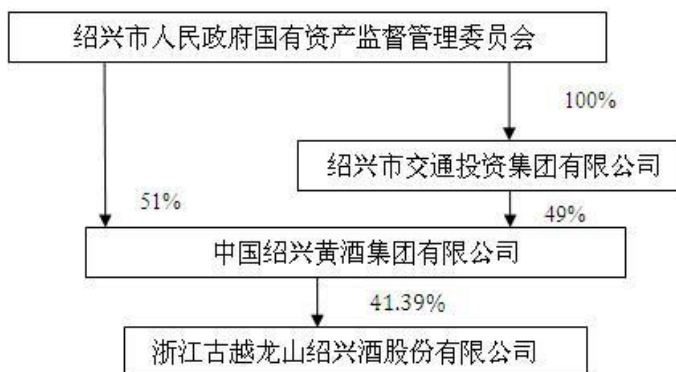 绍兴市人民政府国有资产监督管理委员会
100%
绍兴市交通投资集团有限公司
51%
49%
中国绍兴黄酒集团有限公司
41.39%
浙江古越龙山绍兴酒股份有限公司